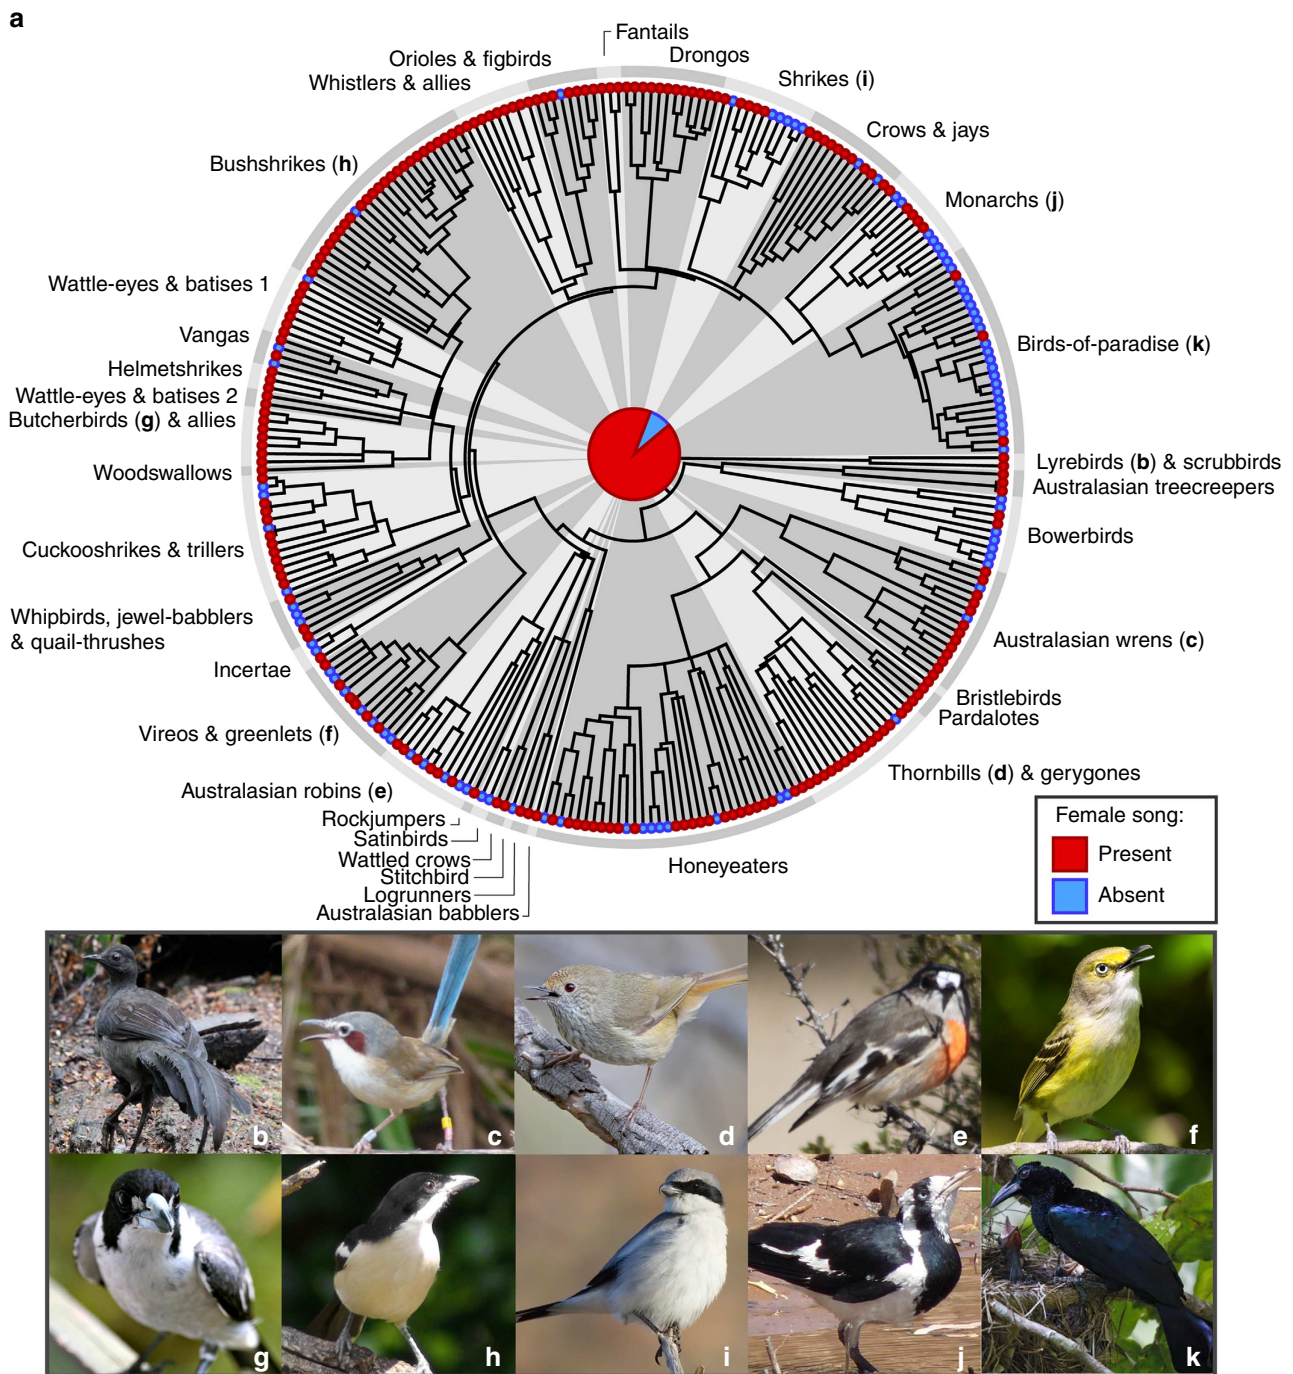 a
Fantails
Drongos
Orioles & figbirds
Shrikes (i)
Whistlers & allies
Crows & jays
Bushshrikes (h)
Monarchs (j)
Wattle-eyes & batises 1
Vangas
Birds-of-paradise (k)
Helmetshrikes
Wattle-eyes & batises 2
Butcherbirds (g) & allies
Lyrebirds (b) & scrubbirds
Woodswallows
Australasian treecreepers
Bowerbirds
Cuckooshrikes & trillers
Whipbirds, jewel-babblers
& quail-thrushes
Australasian wrens (c)
Incertae
Bristlebirds
Pardalotes
Vireos & greenlets (f)
Thornbills (d) & gerygones
Australasian robins (e)
Rockjumpers
Satinbirds
Wattled crows
Stitchbird
Logrunners
Australasian babblers
Honeyeaters
Female song:
Present
Absent
b
c
d
e
f
g
h
i
j
k